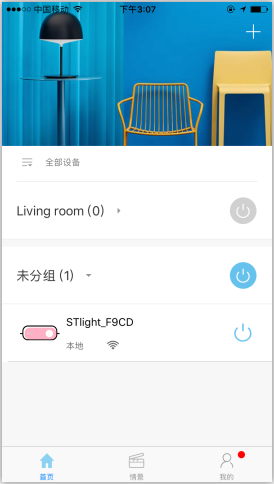 中国移动 下午3:07
全部设备
Living room (0)
未分组 (1)
STlight_F9CD
本地
首页 情景 我的